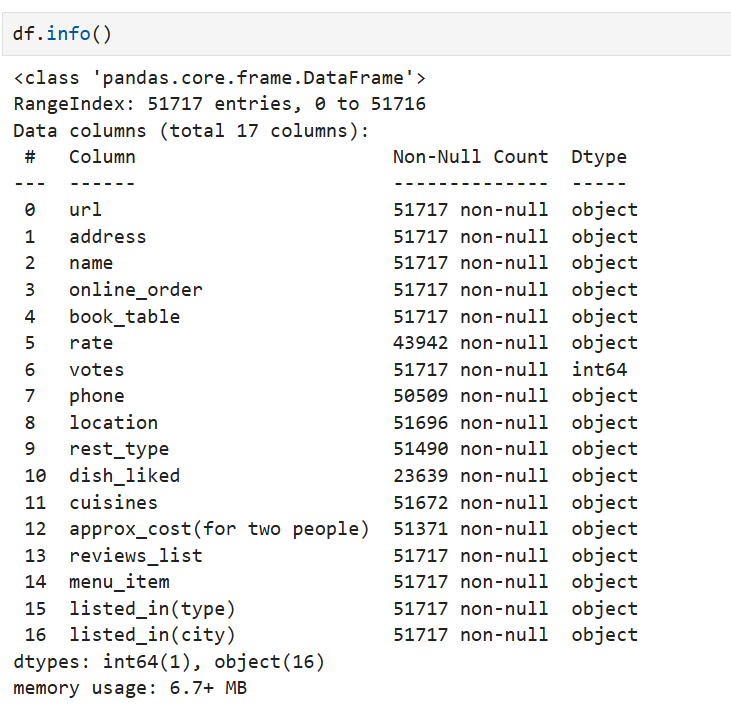 df.info()
<class 'pandas.core.frame.DataFrame'>
RangeIndex: 51717 entries, 0 to 51716
Data columns (total 17 columns):
 #   Column                       Non-Null Count  Dtype
---  ------                       --------------  -----
 0   url                          51717 non-null  object
 1   address                      51717 non-null  object
 2   name                         51717 non-null  object
 3   online_order                 51717 non-null  object
 4   book_table                   51717 non-null  object
 5   rate                         43942 non-null  object
 6   votes                        51717 non-null  int64
 7   phone                        50509 non-null  object
 8   location                     51696 non-null  object
 9   rest_type                    51490 non-null  object
 10  dish_liked                   23639 non-null  object
 11  cuisines                     51672 non-null  object
 12  approx_cost(for two people)  51371 non-null  object
 13  reviews_list                 51717 non-null  object
 14  menu_item                    51717 non-null  object
 15  listed_in(type)              51717 non-null  object
 16  listed_in(city)              51717 non-null  object
dtypes: int64(1), object(16)
memory usage: 6.7+ MB